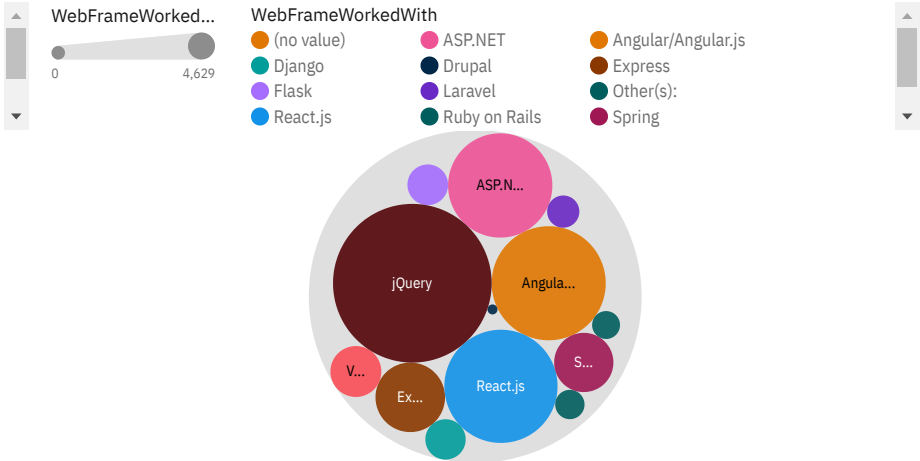 WebFrameWorked...
0
4,629
WebFrameWorkedWith
(no value) ASP.NET Angular/Angular.js
Django Drupal Express
Flask Laravel Other(s):
React.js Ruby on Rails Spring
ASP.N...
jQuery
Angula...
V...
Ex...
React.js
S...